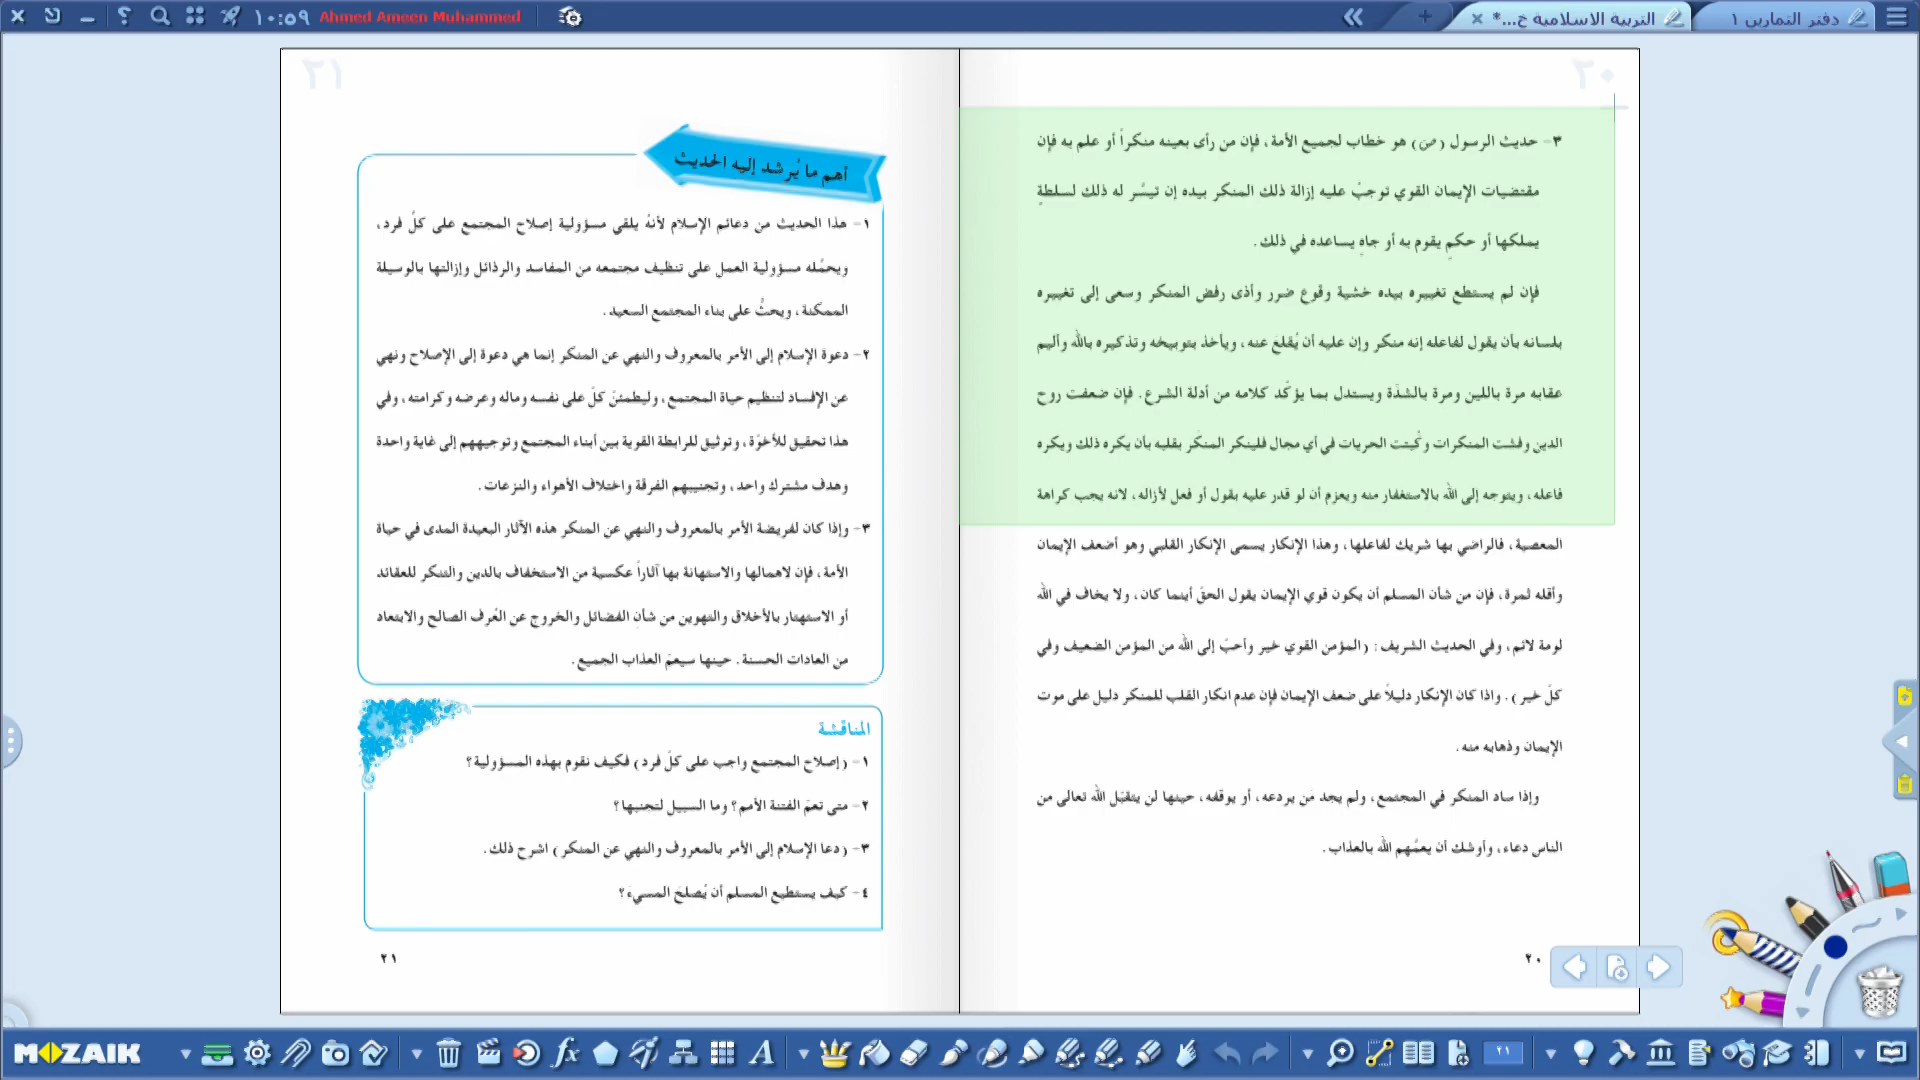 دفتر التمارين ١
التربية الاسلامية خ...*
Ahmed Ameen Muhammed
١٠:٥٩
٢٠
٣- حديث الرسول (ص) هو خطاب لجميع الأمة، فإن من رأى بعينه منكراً أو علم به فإن
مقتضيات الإيمان القوي توجبُ عليه إزالة ذلك المنكر بيده إن تيسَّر له ذلك لسلطةٍ
يملكها أو حكمٍ يقوم به أو جاهٍ يساعده في ذلك.
فإن لم يستطع تغييره بيده خشية وقوع ضرر وأذى رفض المنكر وسعى إلى تغييره
بلسانه بأن يقول لفاعله إنه منكر وإن عليه أن يُقلعَ عنه، ويأخذ بتوبيخه وتذكيره بالله وأليم
عقابه مرة باللين ومرة بالشدّة ويستدل بما يؤكّد كلامه من أدلة الشرع. فإن ضعفت روح
الدين وفشت المنكرات وكُبتت الحريات في أي مجال فلينكر المنكَر بقلبه بأن يكره ذلك ويكره
فاعله، ويتوجه إلى الله بالاستغفار منه ويعزم أن لو قدر عليه بقول أو فعل لأزاله، لانه يجب كراهة
المعصية، فالراضي بها شريك لفاعلها، وهذا الإنكار يسمى الإنكار القلبي وهو أضعف الإيمان
وأقله ثمرة، فإن من شأن المسلم أن يكون قوي الإيمان يقول الحقّ أينما كان، ولا يخاف في الله
لومة لائم، وفي الحديث الشريف: (المؤمن القوي خير وأحبّ إلى الله من المؤمن الضعيف وفي
كلّ خير). واذا كان الإنكار دليلاً على ضعف الإيمان فإن عدم انكار القلب للمنكر دليل على موت
الإيمان وذهابه منه.
وإذا ساد المنكر في المجتمع، ولم يجد مَن يردعه، أو يوقفه، حينها لن يتقبّل الله تعالى من
الناس دعاء، وأوشك أن يعمَّهم الله بالعذاب.
٢٠
٢١
أهم ما يُرشد إليه الحديث
١- هذا الحديث من دعائم الإسلام لأنهُ يلقي مسؤولية إصلاح المجتمع على كلِّ فرد،
ويحمِّله مسؤولية العمل على تنظيف مجتمعه من المفاسد والرذائل وإزالتها بالوسيلة
الممكنة، ويحثُّ على بناء المجتمع السعيد.
٢- دعوة الإسلام إلى الأمر بالمعروف والنهي عن المنكر إنما هي دعوة إلى الإصلاح ونهي
عن الإفساد لتنظيم حياة المجتمع، وليطمئنّ كلّ على نفسه وماله وعرضه وكرامته، وفي
هذا تحقيق للأخوّة، وتوثيق للرابطة القوية بين أبناء المجتمع وتوجيههم إلى غاية واحدة
وهدف مشترك واحد، وتجنيبهم الفرقة واختلاف الأهواء والنزعات.
٣- وإذا كان لفريضة الأمر بالمعروف والنهي عن المنكر هذه الآثار البعيدة المدى في حياة
الأمة، فإن لاهمالها والاستهانة بها آثاراً عكسية من الاستخفاف بالدين والتنكر للعقائد
أو الاستهتار بالأخلاق والتهوين من شأن الفضائل والخروج عن العُرف الصالح والابتعاد
من العادات الحسنة. حينها سيعمّ العذاب الجميع.
المناقشة
١- (إصلاح المجتمع واجب على كلّ فرد) فكيف نقوم بهذه المسؤولية؟
٢- متى تعمّ الفتنة الأمم؟ وما السبيل لتجنبها؟
٣- (دعا الإسلام إلى الأمر بالمعروف والنهي عن المنكر) اشرح ذلك.
٤- كيف يستطيع المسلم أن يُصلحَ المسيءَ؟
٢١
MOZAIK
٢١